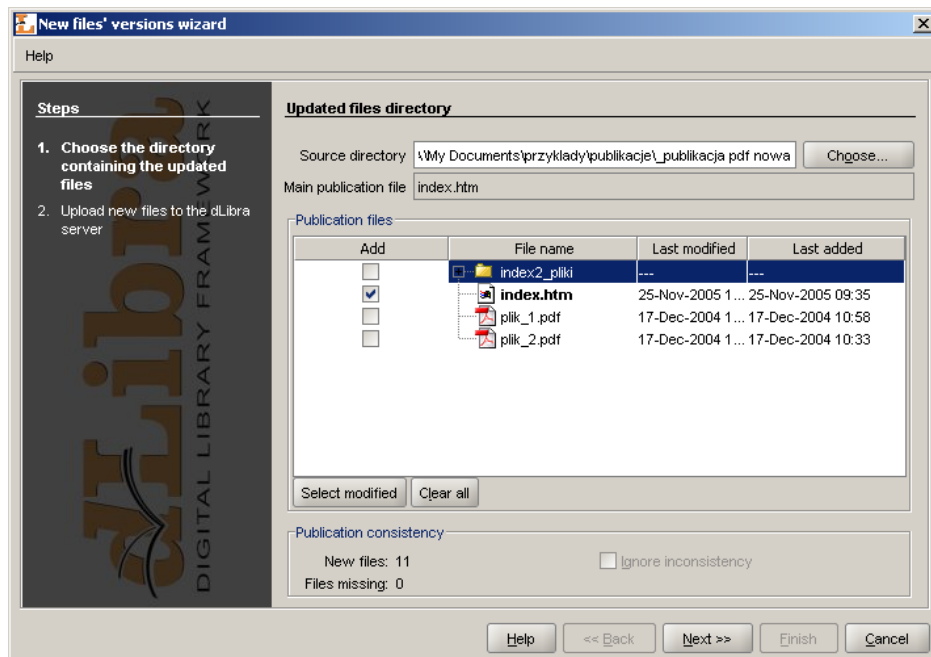 New files' versions wizard
Help
Steps
1. Choose the directory
containing the updated
files
2. Upload new files to the dLibra
server
dLibra
DIGITAL LIBRARY FRAMEWORK
Updated files directory
Source directory \My Documents\przyklady\publikacje\_publikacja pdf nowa Choose...
Main publication file index.htm
Publication files
Add File name Last modified Last added
index2_pliki --- ---
index.htm 25-Nov-2005 1... 25-Nov-2005 09:35
plik_1.pdf 17-Dec-2004 1... 17-Dec-2004 10:58
plik_2.pdf 17-Dec-2004 1... 17-Dec-2004 10:33
Select modified Clear all
Publication consistency
New files: 11 Ignore inconsistency
Files missing: 0
Help << Back Next >> Finish Cancel